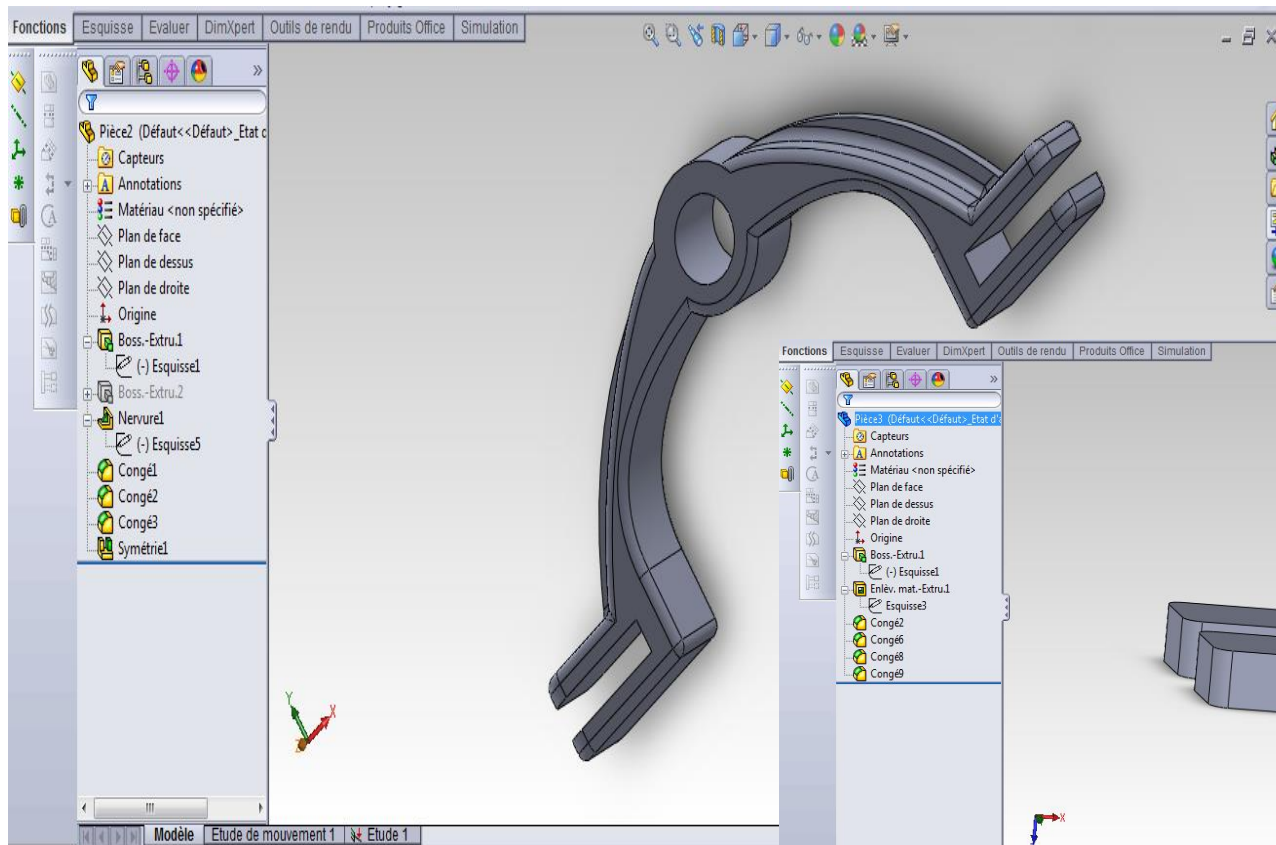 Fonctions Esquisse Evaluer DimXpert Outils de rendu Produits Office Simulation
Pièce2 (Défaut<<Défaut>_Etat d
Capteurs
Annotations
Matériau <non spécifié>
Plan de face
Plan de dessus
Plan de droite
Origine
Boss.-Extru.1
(-) Esquisse1
Boss.-Extru.2
Nervure1
(-) Esquisse5
Congé1
Congé2
Congé3
Symétrie1
Y
X
Modèle Etude de mouvement 1 Etude 1
Fonctions Esquisse Evaluer DimXpert Outils de rendu Produits Office Simulation
Pièce3 (Défaut<<Défaut>_Etat d'
Capteurs
Annotations
Matériau <non spécifié>
Plan de face
Plan de dessus
Plan de droite
Origine
Boss.-Extru.1
(-) Esquisse1
Enlèv. mat.-Extru.1
Esquisse3
Congé2
Congé6
Congé8
Congé9
X